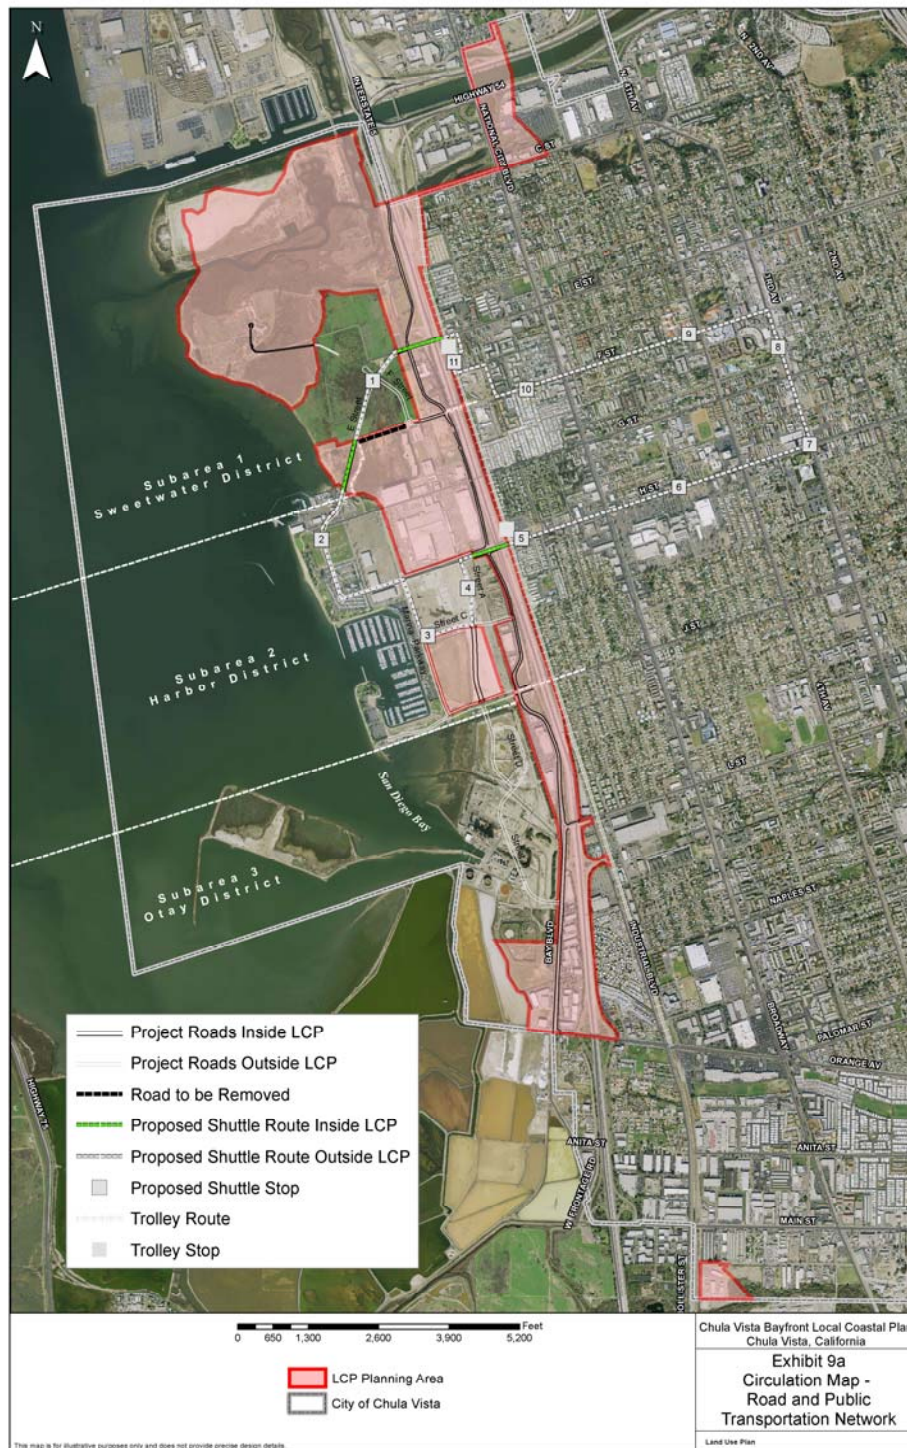 N
INTERSTATE 5
HIGHWAY 54
NATIONAL CITY BLVD
N. 2ND AV
N. 4TH AV
C ST
2ND AV
3RD AV
E ST
F ST
9
8
11
10
1
E Street
G ST
7
H ST
6
5
Subarea 1
Sweetwater District
2
Street A
4
Street C
3
Marina Parkway
J ST
Subarea 2
Harbor District
4TH AV
L ST
San Diego Bay
Subarea 3
Otay District
NAPLES ST
BAY BLVD
INDUSTRIAL BLVD
BROADWAY
PALOMAR ST
ORANGE AV
HIGHWAY 75
ANITA ST
ANITA ST
W FRONTAGE RD
MAIN ST
HOLLISTER ST
Project Roads Inside LCP
Project Roads Outside LCP
Road to be Removed
Proposed Shuttle Route Inside LCP
Proposed Shuttle Route Outside LCP
Proposed Shuttle Stop
Trolley Route
Trolley Stop
Feet
0 650 1,300 2,600 3,900 5,200
LCP Planning Area
City of Chula Vista
Chula Vista Bayfront Local Coastal Plan
Chula Vista, California
Exhibit 9a
Circulation Map -
Road and Public
Transportation Network
Land Use Plan
This map is for illustrative purposes only and does not provide precise design details.